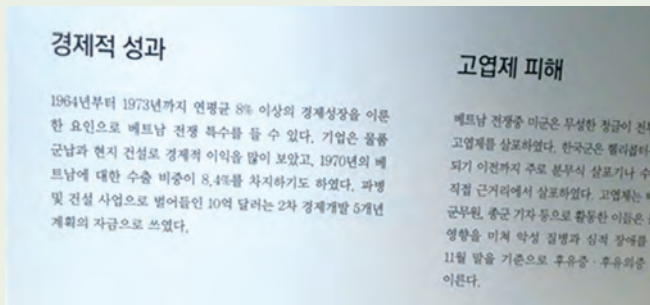 경제적 성과
1964년부터 1973년까지 연평균 8% 이상의 경제성장을 이룬
한 요인으로 베트남 전쟁 특수를 들 수 있다. 기업은 물품
군납과 현지 건설로 경제적 이익을 많이 보았고, 1970년의 베
트남에 대한 수출 비중이 8.4%를 차지하기도 하였다. 파병
및 건설 사업으로 벌어들인 10억 달러는 2차 경제개발 5개년
계획의 자금으로 쓰였다.
고엽제 피해
베트남 전쟁중 미군은 무성한 정글이
고엽제를 살포하였다. 한국군은 헬리콥터
되기 이전까지 주로 분무식 살포기나
직접 근거리에서 살포하였다. 고엽제는
군무원, 종군 기자 등으로 활동한 이들은
영향을 미쳐 악성 질병과 심적 장애를
11월 말을 기준으로 후유증 · 후유의증
이른다.